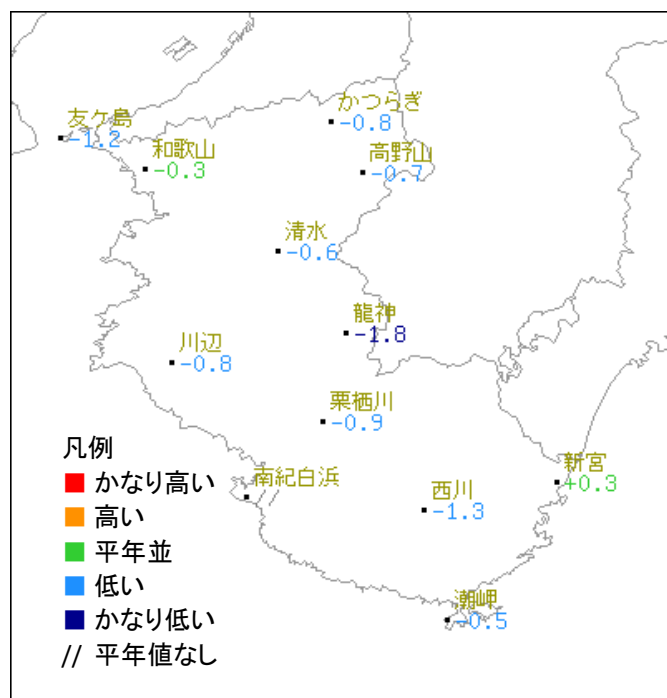 かつらぎ
-0.8
友ケ島
-1.2
和歌山
-0.3
高野山
-0.7
清水
-0.6
龍神
-1.8
川辺
-0.8
栗栖川
-0.9
南紀白浜
//
西川
-1.3
新宮
+0.3
潮岬
-0.5
凡例
かなり高い
高い
平年並
低い
かなり低い
// 平年値なし